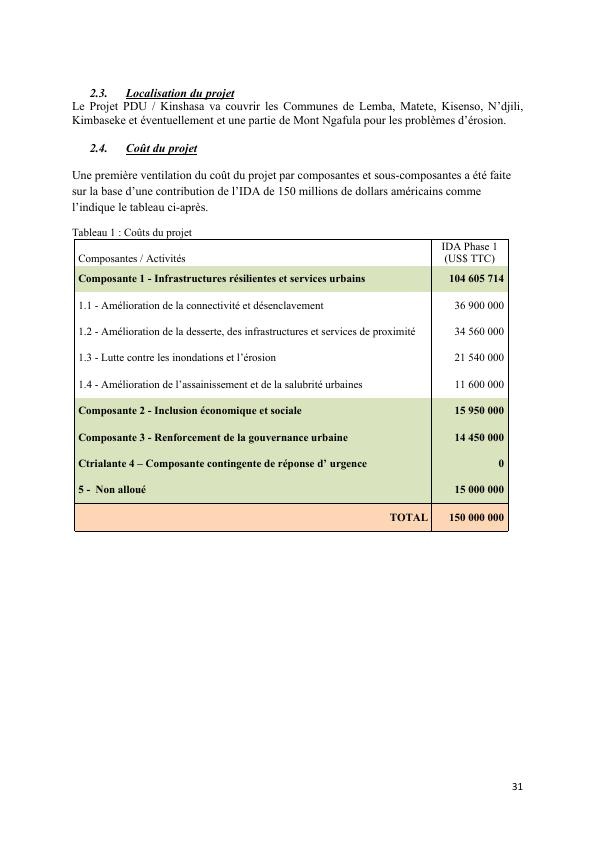 2.3. Localisation du projet
Le Projet PDU / Kinshasa va couvrir les Communes de Lemba, Matete, Kisenso, N’djili,
Kimbaseke et éventuellement et une partie de Mont Ngafula pour les problèmes d’érosion.
2.4. Coût du projet
Une première ventilation du coût du projet par composantes et sous-composantes a été faite
sur la base d’une contribution de l’IDA de 150 millions de dollars américains comme
l’indique le tableau ci-après.
Tableau 1 : Coûts du projet
Composantes / Activités IDA Phase 1
(US$ TTC)
Composante 1 - Infrastructures résilientes et services urbains 104 605 714
1.1 - Amélioration de la connectivité et désenclavement 36 900 000
1.2 - Amélioration de la desserte, des infrastructures et services de proximité 34 560 000
1.3 - Lutte contre les inondations et l’érosion 21 540 000
1.4 - Amélioration de l’assainissement et de la salubrité urbaines 11 600 000
Composante 2 - Inclusion économique et sociale 15 950 000
Composante 3 - Renforcement de la gouvernance urbaine 14 450 000
Ctrialante 4 – Composante contingente de réponse d’ urgence 0
5 - Non alloué 15 000 000
TOTAL 150 000 000
31